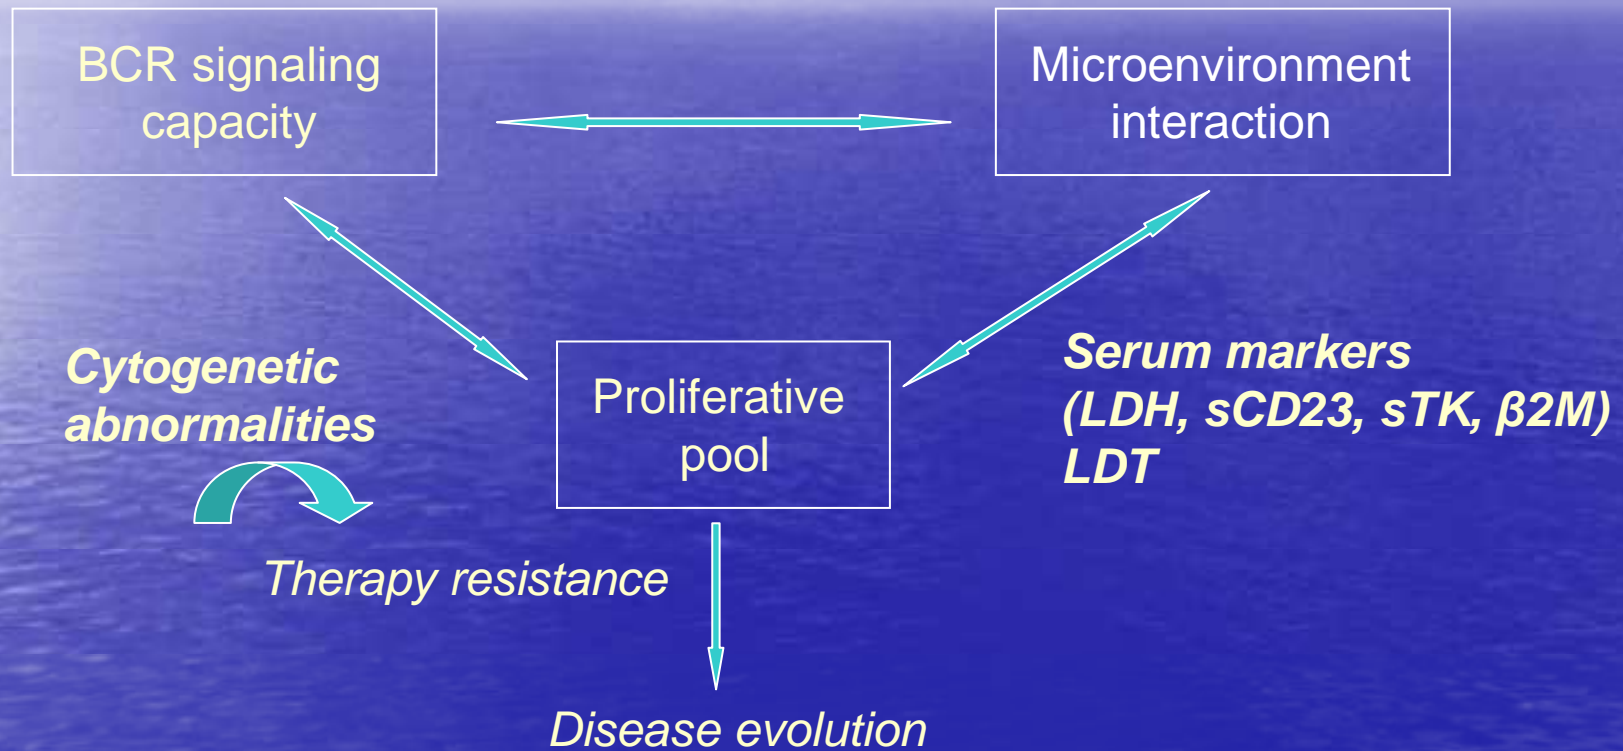 BCR signaling
capacity
Microenvironment
interaction
Cytogenetic
abnormalities
Proliferative
pool
Serum markers
(LDH, sCD23, sTK, β2M)
LDT
Therapy resistance
Disease evolution